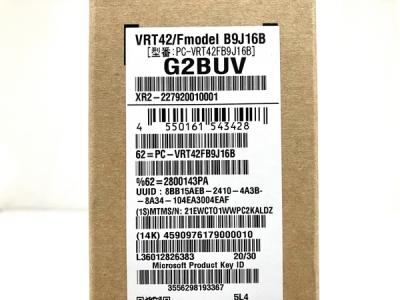 VRT42/Fmodel B9J16B
[型番:PC-VRT42FB9J16B]
G2BUV
XR2-227920010001
4 550161 543428
62=PC-VRT42FB9J16B
%62=2800143PA
UUID : 8BB15AEB-2410-4A3B-
8A34-104EA3004EAF
(1S)MTMS/N: 21EWCTO1WWPC2KALDZ
(14K) 4590976179000010
L36012826383 20/30
Microsoft Product Key ID
3556298193367
5L4